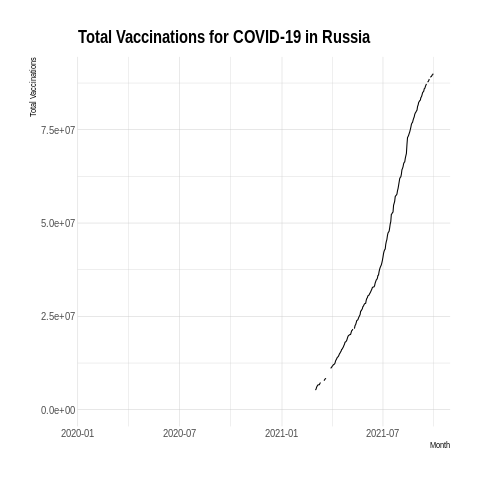 Total Vaccinations for COVID-19 in Russia
Total Vaccinations
7.5e+07
5.0e+07
2.5e+07
0.0e+00
2020-01 2020-07 2021-01 2021-07
Month